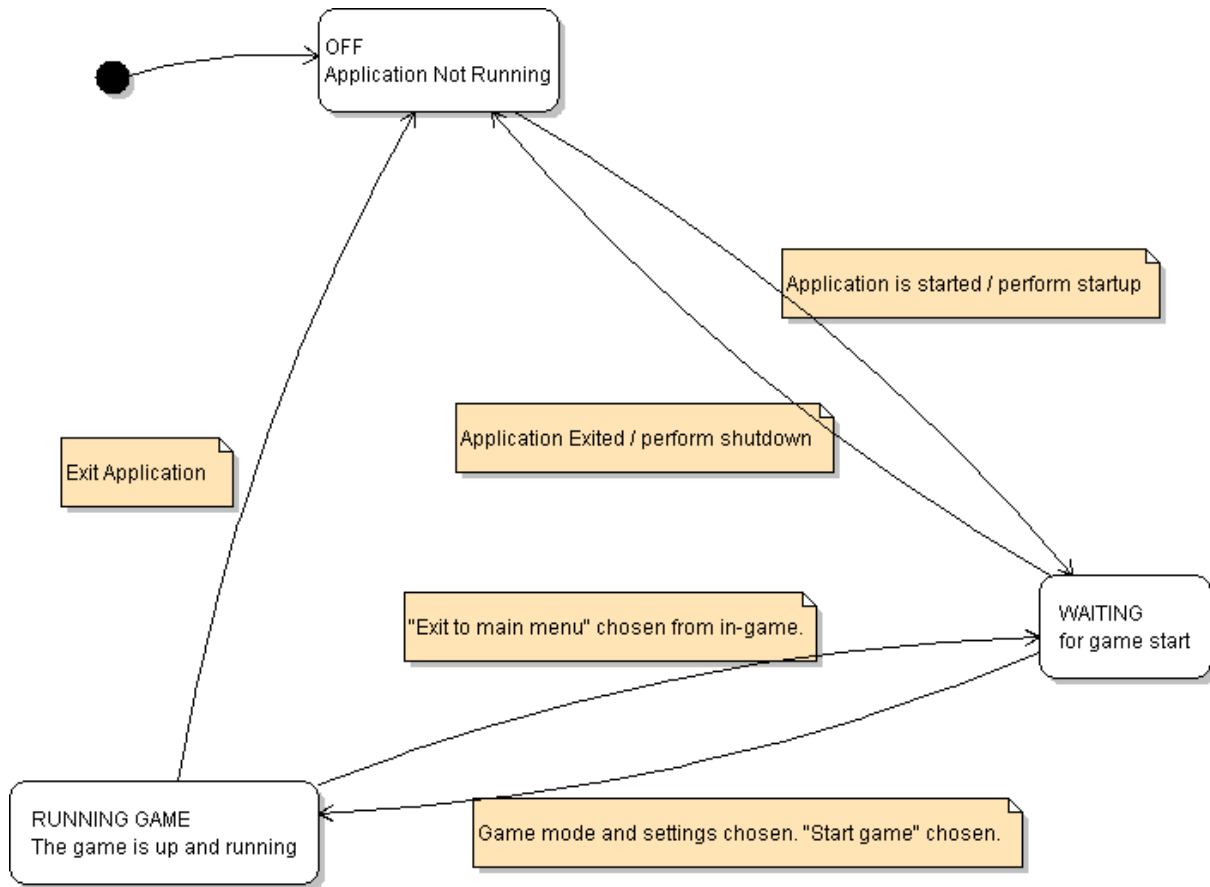 OFF
Application Not Running
Application is started / perform startup
Application Exited / perform shutdown
Exit Application
"Exit to main menu" chosen from in-game.
WAITING
for game start
RUNNING GAME
The game is up and running
Game mode and settings chosen. "Start game" chosen.